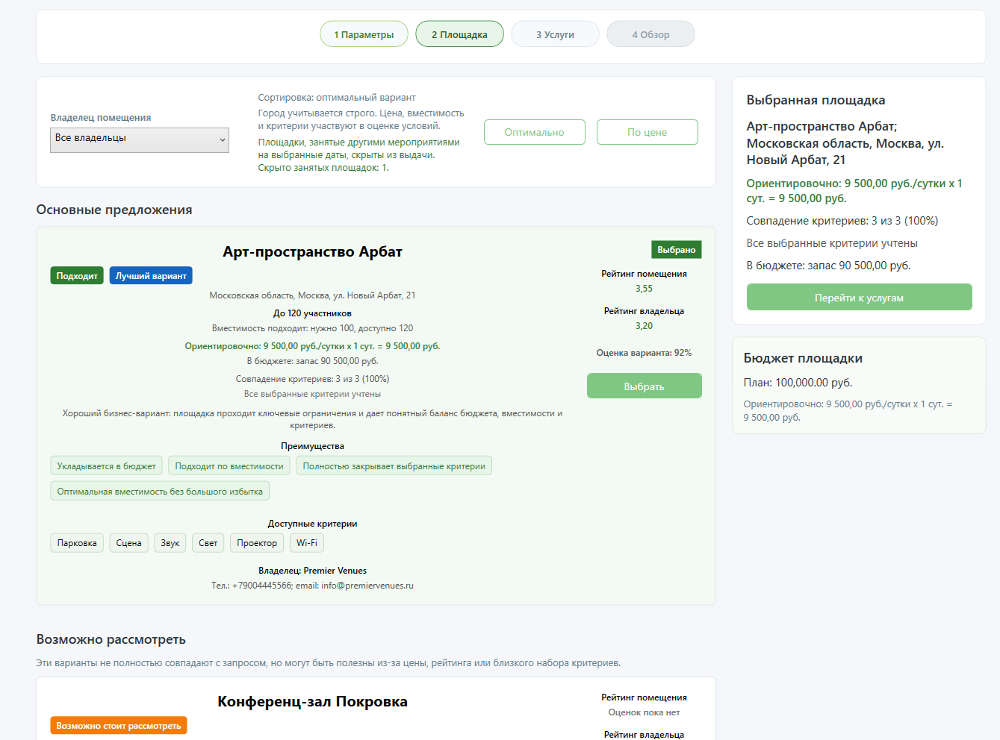 1 Параметры
2 Площадка
3 Услуги
4 Обзор
Владелец помещения
Все владельцы
Сортировка: оптимальный вариант
Город учитывается строго. Цена, вместимость
и критерии участвуют в оценке условий.
Площадки, занятые другими мероприятиями
на выбранные даты, скрыты из выдачи.
Скрыто занятых площадок: 1.
Оптимально
По цене
Основные предложения
Арт-пространство Арбат
Подходит
Лучший вариант
Московская область, Москва, ул. Новый Арбат, 21
До 120 участников
Вместимость подходит: нужно 100, доступно 120
Ориентировочно: 9 500,00 руб./сутки x 1 сут. = 9 500,00 руб.
В бюджете: запас 90 500,00 руб.
Совпадение критериев: 3 из 3 (100%)
Все выбранные критерии учтены
Хороший бизнес-вариант: площадка проходит ключевые ограничения и дает понятный баланс бюджета, вместимости и
критериев.
Преимущества
Укладывается в бюджет
Подходит по вместимости
Полностью закрывает выбранные критерии
Оптимальная вместимость без большого избытка
Доступные критерии
Парковка
Сцена
Звук
Свет
Проектор
Wi-Fi
Владелец: Premier Venues
Тел.: +79004445566; email: info@premiervenues.ru
Выбрано
Рейтинг помещения
3,55
Рейтинг владельца
3,20
Оценка варианта: 92%
Выбрать
Возможно рассмотреть
Эти варианты не полностью совпадают с запросом, но могут быть полезны из-за цены, рейтинга или близкого набора критериев.
Конференц-зал Покровка
Возможно стоит рассмотреть
Рейтинг помещения
Оценок пока нет
Рейтинг владельца
Выбранная площадка
Арт-пространство Арбат;
Московская область, Москва, ул.
Новый Арбат, 21
Ориентировочно: 9 500,00 руб./сутки x 1
сут. = 9 500,00 руб.
Совпадение критериев: 3 из 3 (100%)
Все выбранные критерии учтены
В бюджете: запас 90 500,00 руб.
Перейти к услугам
Бюджет площадки
План: 100,000.00 руб.
Ориентировочно: 9 500,00 руб./сутки x 1 сут. =
9 500,00 руб.